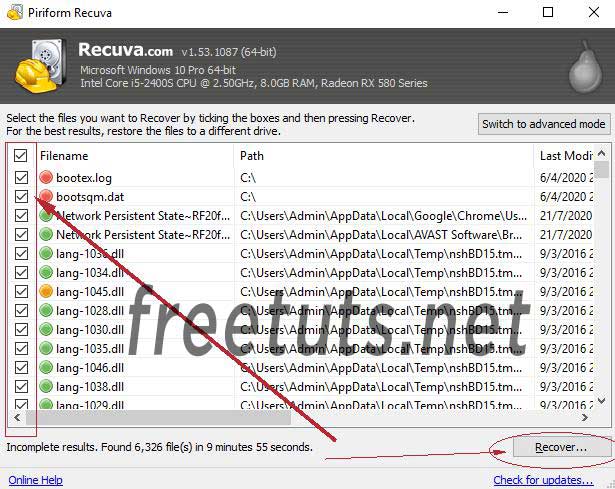 Piriform Recuva
Recuva.com v1.53.1087 (64-bit)
Microsoft Windows 10 Pro 64-bit
Intel Core i5-2400S CPU @ 2.50GHz, 8.0GB RAM, Radeon RX 580 Series
Select the files you want to Recover by ticking the boxes and then pressing Recover.
For the best results, restore the files to a different drive.
Switch to advanced mode
Filename Path Last Modif
bootex.log C:\ 6/4/2020
bootsqm.dat C:\ 6/4/2020
Network Persistent State~RF20f... C:\Users\Admin\AppData\Local\Google\Chrome\Us... 21/7/2020
Network Persistent State~RF20f... C:\Users\Admin\AppData\Local\AVAST Software\Br... 21/7/2020
lang-1036.dll C:\Users\Admin\AppData\Local\Temp\nshBD15.tm... 9/3/2016
lang-1034.dll C:\Users\Admin\AppData\Local\Temp\nshBD15.tm... 9/3/2016
lang-1045.dll C:\Users\Admin\AppData\Local\Temp\nshBD15.tm... 9/3/2016
lang-1028.dll C:\Users\Admin\AppData\Local\Temp\nshBD15.tm... 9/3/2016
lang-1030.dll C:\Users\Admin\AppData\Local\Temp\nshBD15.tm... 9/3/2016
lang-1035.dll C:\Users\Admin\AppData\Local\Temp\nshBD15.tm... 9/3/2016
lang-1046.dll C:\Users\Admin\AppData\Local\Temp\nshBD15.tm... 9/3/2016
lang-1038.dll C:\Users\Admin\AppData\Local\Temp\nshBD15.tm... 9/3/2016
lang-1029.dll C:\Users\Admin\AppData\Local\Temp\nshBD15.tm... 9/3/2016
freetuts.net
Incomplete results. Found 6,326 file(s) in 9 minutes 55 seconds.
Recover...
Online Help
Check for updates...